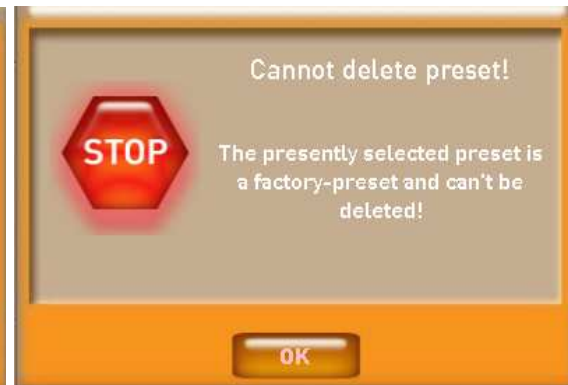 Cannot delete preset!
STOP
The presently selected preset is
a factory-preset and can't be
deleted!
OK